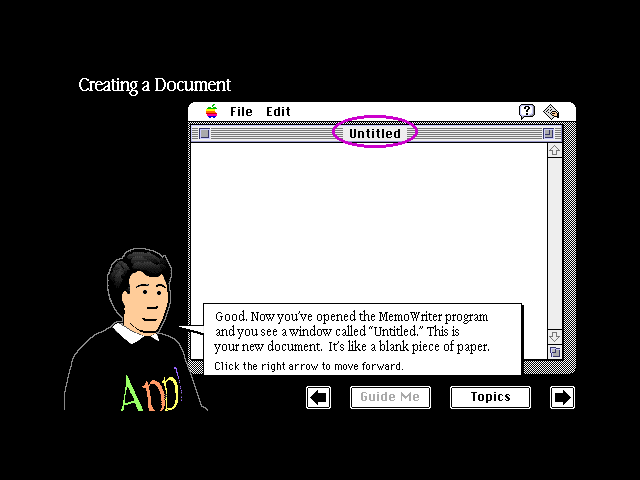 Creating a Document
File Edit
?
Untitled
Good. Now you've opened the MemoWriter program
and you see a window called "Untitled." This is
your new document. It's like a blank piece of paper.
Click the right arrow to move forward.
Appl
Guide Me
Topics